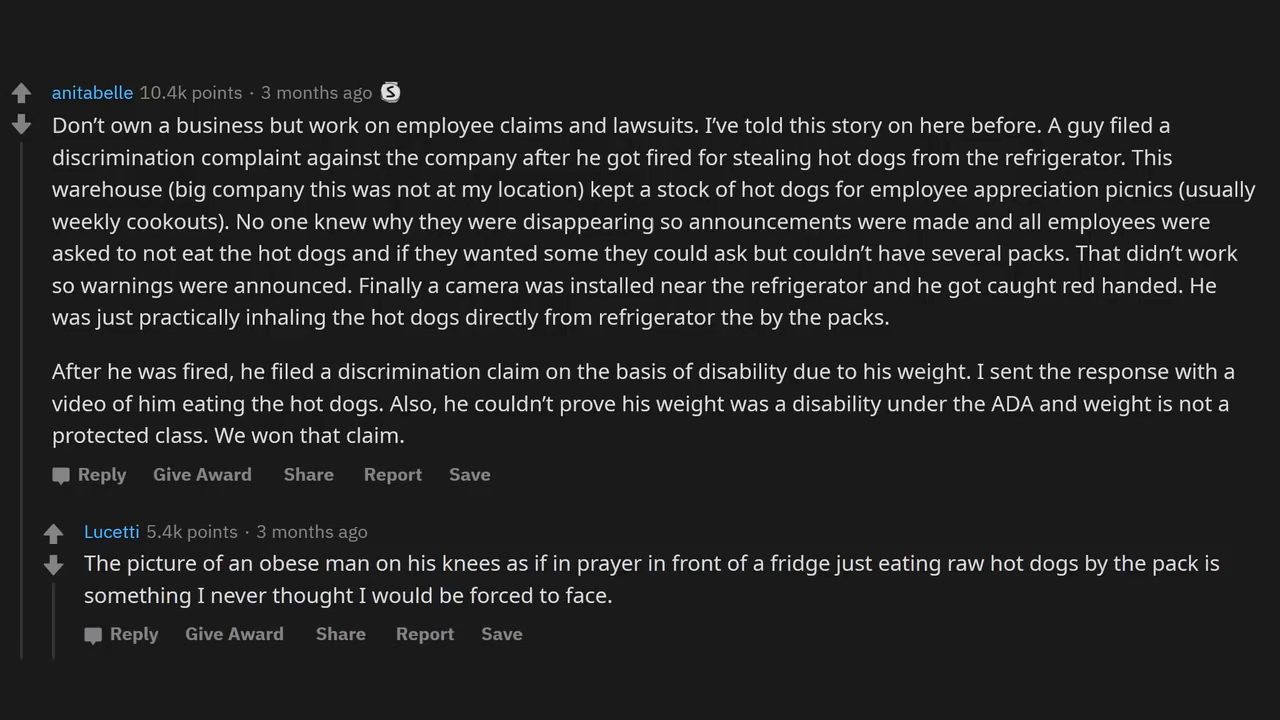 anitabelle 10.4k points · 3 months ago S
Don’t own a business but work on employee claims and lawsuits. I’ve told this story on here before. A guy filed a
discrimination complaint against the company after he got fired for stealing hot dogs from the refrigerator. This
warehouse (big company this was not at my location) kept a stock of hot dogs for employee appreciation picnics (usually
weekly cookouts). No one knew why they were disappearing so announcements were made and all employees were
asked to not eat the hot dogs and if they wanted some they could ask but couldn’t have several packs. That didn’t work
so warnings were announced. Finally a camera was installed near the refrigerator and he got caught red handed. He
was just practically inhaling the hot dogs directly from refrigerator the by the packs.
After he was fired, he filed a discrimination claim on the basis of disability due to his weight. I sent the response with a
video of him eating the hot dogs. Also, he couldn’t prove his weight was a disability under the ADA and weight is not a
protected class. We won that claim.
Reply Give Award Share Report Save
Lucetti 5.4k points · 3 months ago
The picture of an obese man on his knees as if in prayer in front of a fridge just eating raw hot dogs by the pack is
something I never thought I would be forced to face.
Reply Give Award Share Report Save